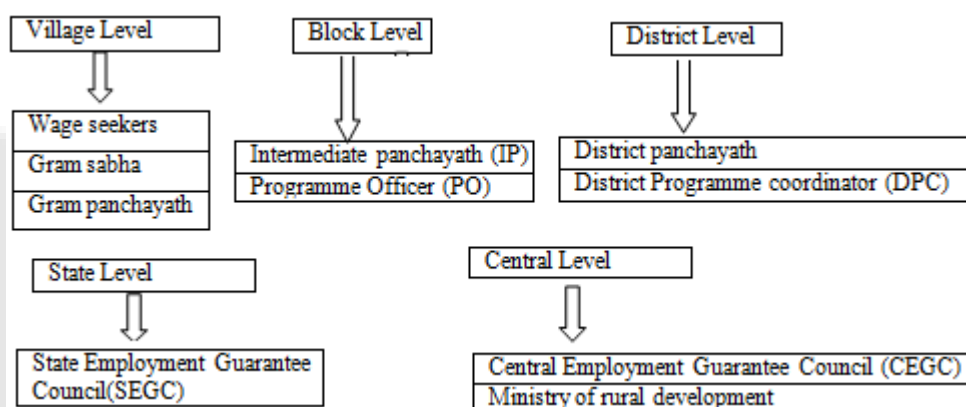 Village Level
Block Level
District Level
Wage seekers
Gram sabha
Gram panchayath
Intermediate panchayath (IP)
Programme Officer (PO)
District panchayath
District Programme coordinator (DPC)
State Level
Central Level
State Employment Guarantee
Council(SEGC)
Central Employment Guarantee Council (CEGC)
Ministry of rural development